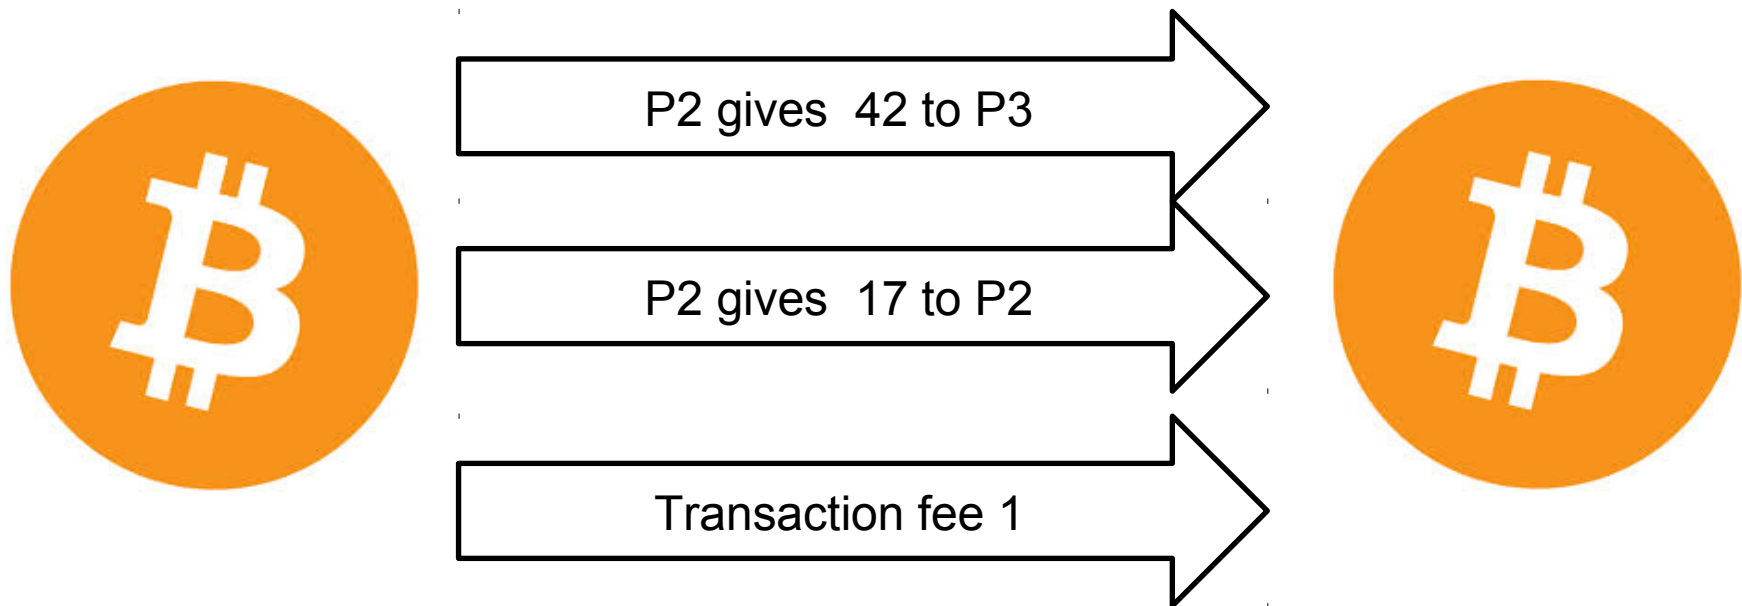 P2 gives  42 to P3
P2 gives  17 to P2
Transaction fee 1